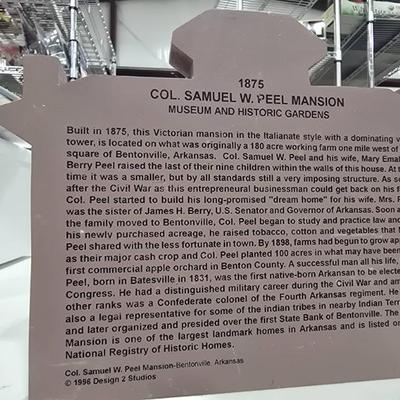 1875
COL. SAMUEL W. PEEL MANSION
MUSEUM AND HISTORIC GARDENS
Built in 1875, this Victorian mansion in the Italianate style with a dominating
tower, is located on what was originally a 180 acre working farm one mile west of
square of Bentonville, Arkansas. Col. Samuel W. Peel and his wife, Mary
Berry Peel raised the last of their nine children within the walls of this house. At
time it was a smaller, but by all standards still a very imposing structure. As
after the Civil War as this entrepreneurial businessman could get back on his
Col. Peel started to build his long-promised "dream home" for his wife. Mrs.
was the sister of James H. Berry, U.S. Senator and Governor of Arkansas. Soon
the family moved to Bentonville, Col. Peel began to study and practice law and
his newly purchased acreage, he raised tobacco, cotton and vegetables that
Peel shared with the less fortunate in town. By 1898, farms had begun to grow
as their major cash crop and Col. Peel planted 100 acres in what may have been
first commercial apple orchard in Benton County. A successful man all his life,
Peel, born in Batesville in 1831, was the first native-born Arkansan to be
Congress. He had a distinguished military career during the Civil War and
other ranks was a Confederate colonel of the Fourth Arkansas regiment. He
also a legal representative for some of the indian tribes in nearby Indian
and later organized and presided over the first State Bank of Bentonville. The
Mansion is one of the largest landmark homes in Arkansas and is listed on
National Registry of Historic Homes.
Col. Samuel W. Peel Mansion-Bentonville, Arkansas
© 1996 Design 2 Studios